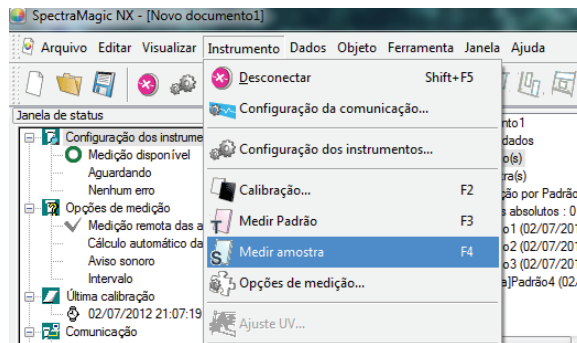 SpectraMagic NX - [Novo documento1]
Arquivo Editar Visualizar Instrumento Dados Objeto Ferramenta Janela Ajuda
Desconectar Shift+F5
Configuração da comunicação...
Configuração dos instrumentos...
Calibração... F2
Medir Padrão F3
Medir amostra F4
Opções de medição...
Ajuste UV...
Janela de status
Configuração dos instrume
Medição disponível
Aguardando
Nenhum erro
Opções de medição
Medição remota das a
Cálculo automático da
Aviso sonoro
Intervalo
Última calibração
02/07/2012 21:07:19
Comunicação
nto1
dados
o(s)
ra(s)
ção por Padrão
s absolutos : 0
o1 (02/07/201
o2 (02/07/201
o3 (02/07/201
a]Padrão4 (02/